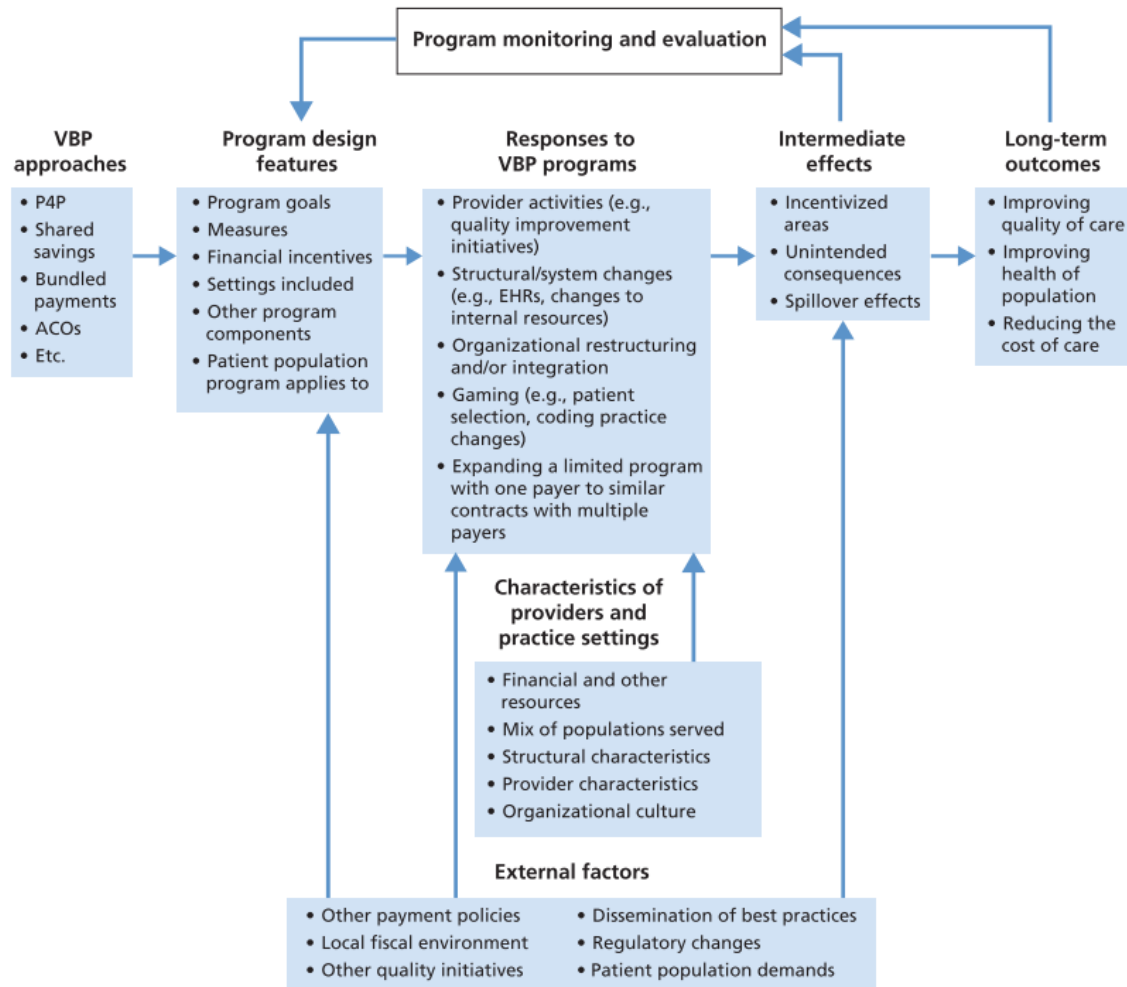 Program monitoring and evaluation
VBP
approaches
• P4P
• Shared
savings
• Bundled
payments
• ACOs
• Etc.
Program design
features
• Program goals
• Measures
• Financial incentives
• Settings included
• Other program
components
• Patient population
program applies to
Responses to
VBP programs
• Provider activities (e.g.,
quality improvement
initiatives)
• Structural/system changes
(e.g., EHRs, changes to
internal resources)
• Organizational restructuring
and/or integration
• Gaming (e.g., patient
selection, coding practice
changes)
• Expanding a limited program
with one payer to similar
contracts with multiple
payers
Intermediate
effects
• Incentivized
areas
• Unintended
consequences
• Spillover effects
Long-term
outcomes
• Improving
quality of care
• Improving
health of
population
• Reducing the
cost of care
Characteristics of
providers and
practice settings
• Financial and other
resources
• Mix of populations served
• Structural characteristics
• Provider characteristics
• Organizational culture
External factors
• Other payment policies
• Local fiscal environment
• Other quality initiatives
• Dissemination of best practices
• Regulatory changes
• Patient population demands